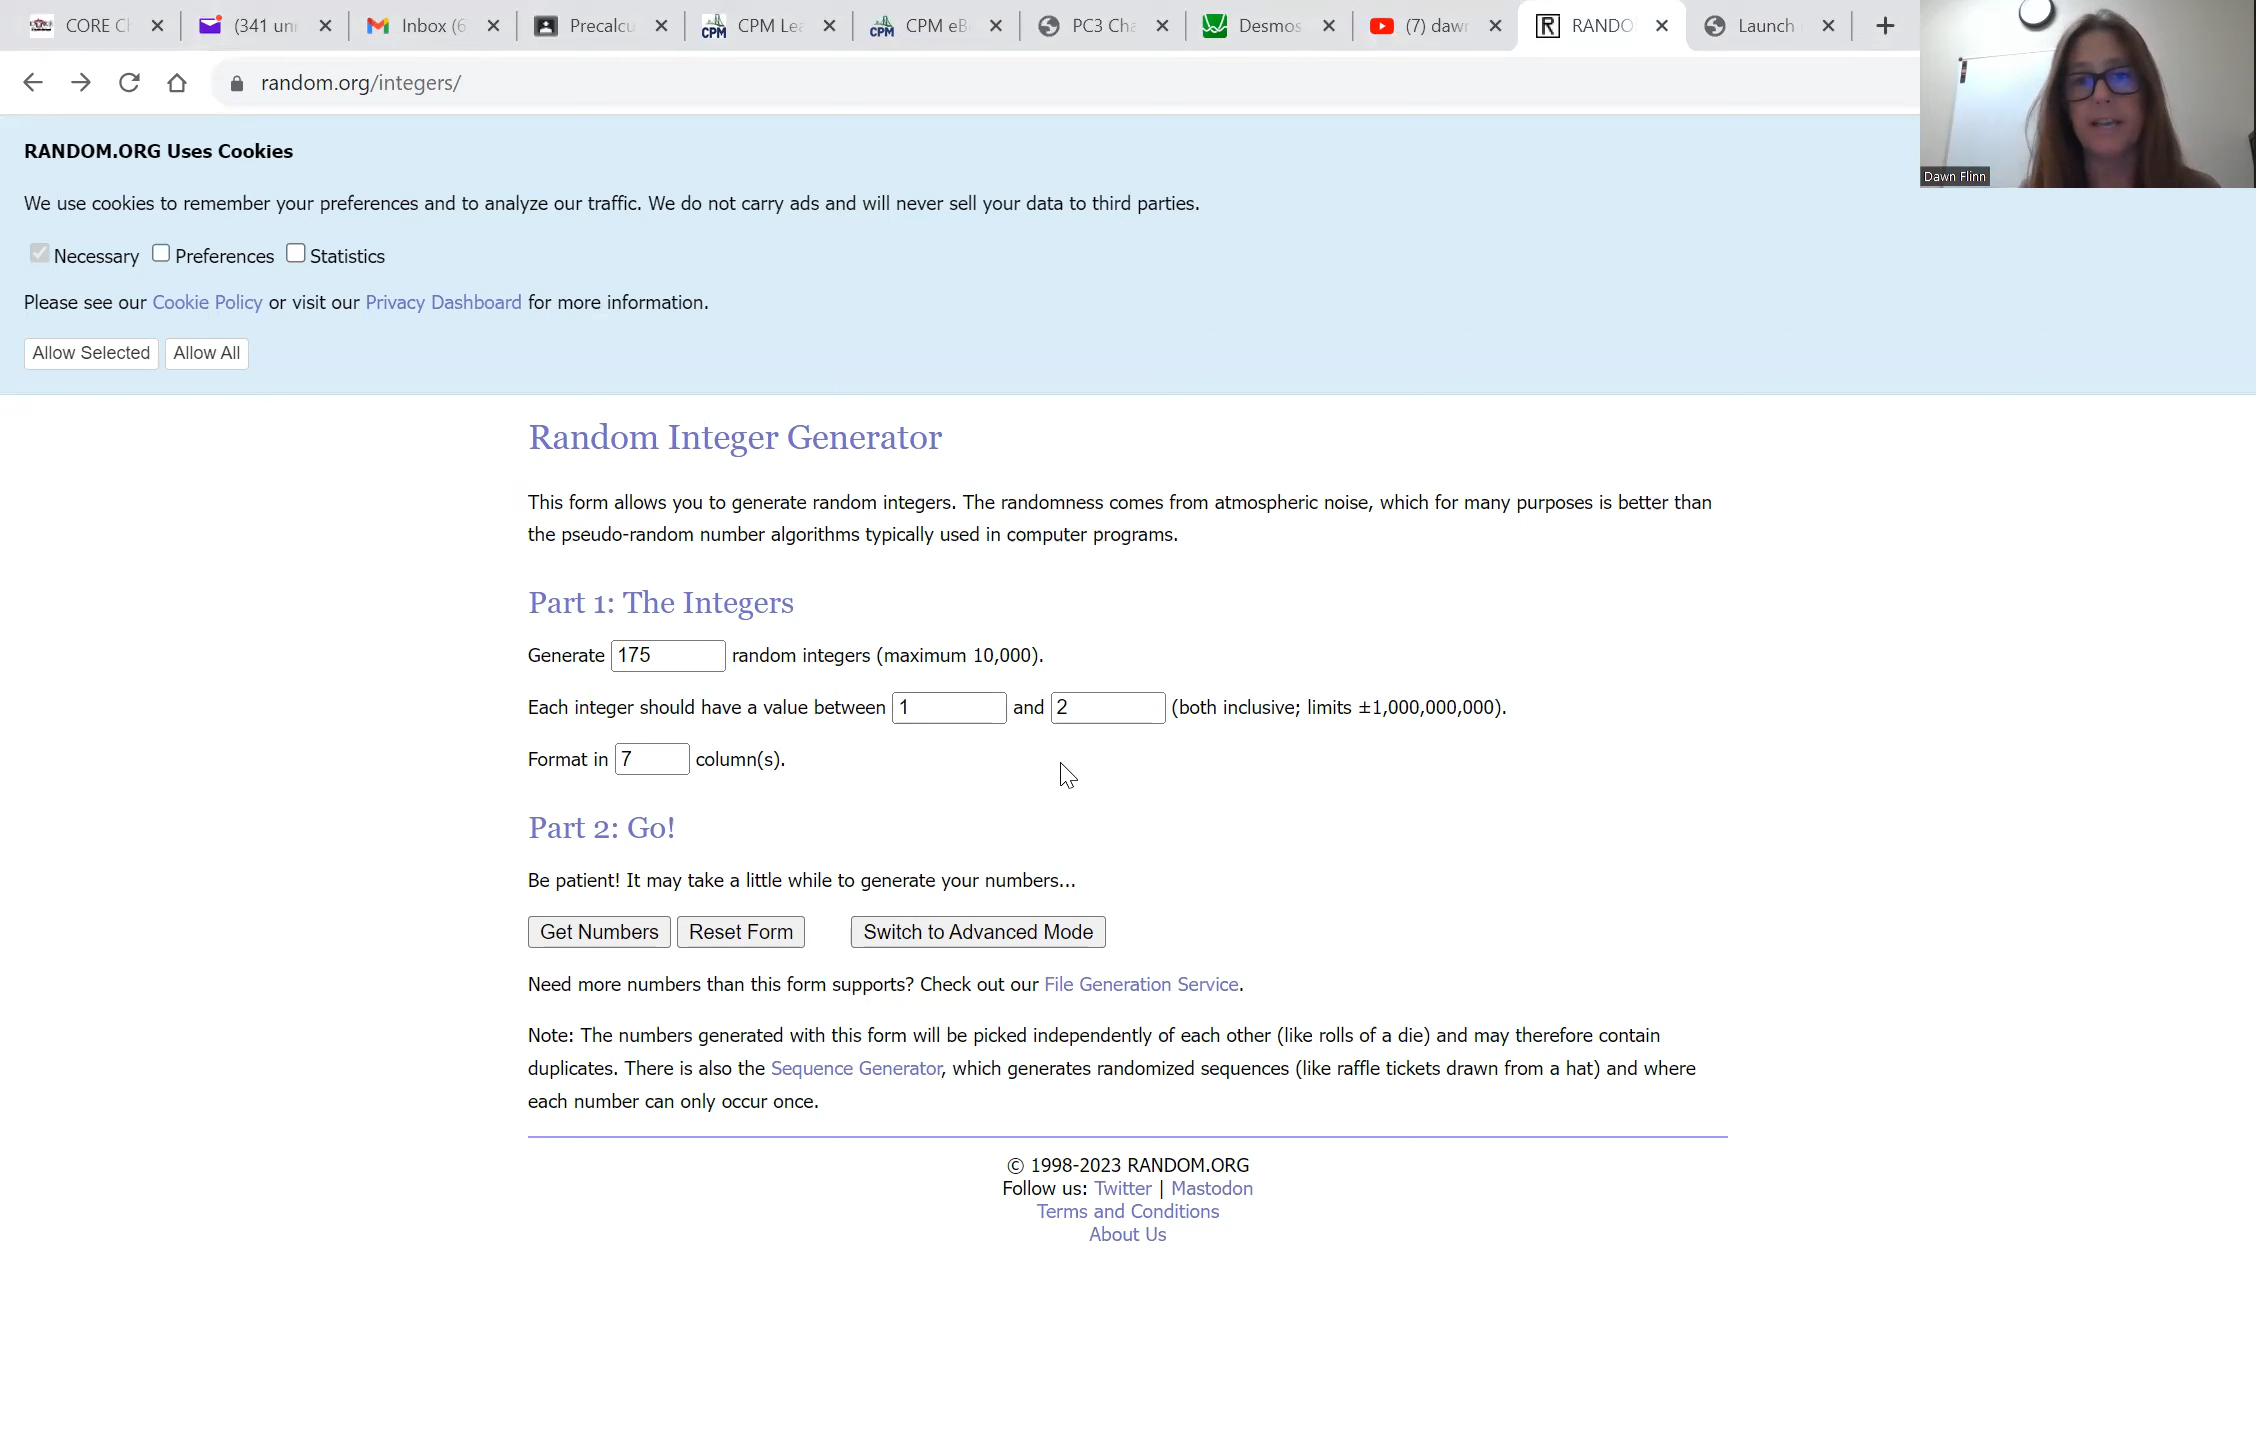 CORE Ch
(341 unr
Inbox (6
Precalcu
CPM CPM Lea
CPM CPM eB
PC3 Cha
Desmos
(7) dawn
R RANDO
Launch
random.org/integers/
Dawn Flinn
RANDOM.ORG Uses Cookies
We use cookies to remember your preferences and to analyze our traffic. We do not carry ads and will never sell your data to third parties.
Necessary Preferences Statistics
Please see our Cookie Policy or visit our Privacy Dashboard for more information.
Allow Selected Allow All
Random Integer Generator
This form allows you to generate random integers. The randomness comes from atmospheric noise, which for many purposes is better than
the pseudo-random number algorithms typically used in computer programs.
Part 1: The Integers
Generate 175 random integers (maximum 10,000).
Each integer should have a value between 1 and 2 (both inclusive; limits ±1,000,000,000).
Format in 7 column(s).
Part 2: Go!
Be patient! It may take a little while to generate your numbers...
Get Numbers Reset Form Switch to Advanced Mode
Need more numbers than this form supports? Check out our File Generation Service.
Note: The numbers generated with this form will be picked independently of each other (like rolls of a die) and may therefore contain
duplicates. There is also the Sequence Generator, which generates randomized sequences (like raffle tickets drawn from a hat) and where
each number can only occur once.
© 1998-2023 RANDOM.ORG
Follow us: Twitter | Mastodon
Terms and Conditions
About Us